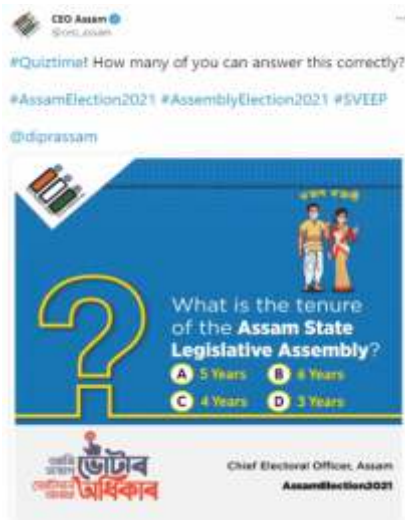 CEO Assam
@ceo_assam
#Quiztime! How many of you can answer this correctly?
#AssamElection2021 #AssemblyElection2021 #SVEEP
@diprassam
What is the tenure
of the Assam State
Legislative Assembly?
A 5 Years B 6 Years
C 4 Years D 3 Years
ভোটাৰ
অধিকাৰ
Chief Electoral Officer, Assam
AssamElection2021